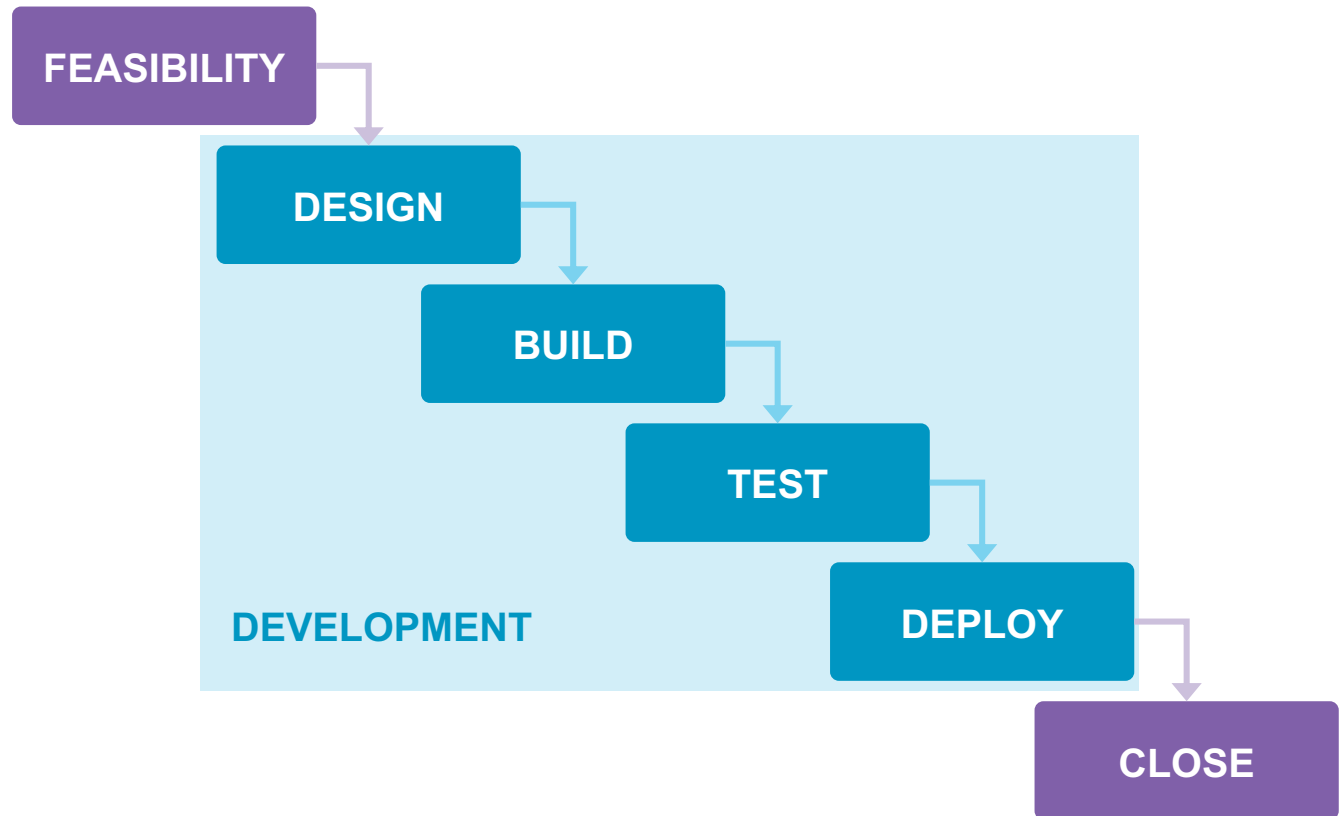 FEASIBILITY
DESIGN
BUILD
TEST
DEPLOY
DEVELOPMENT
CLOSE